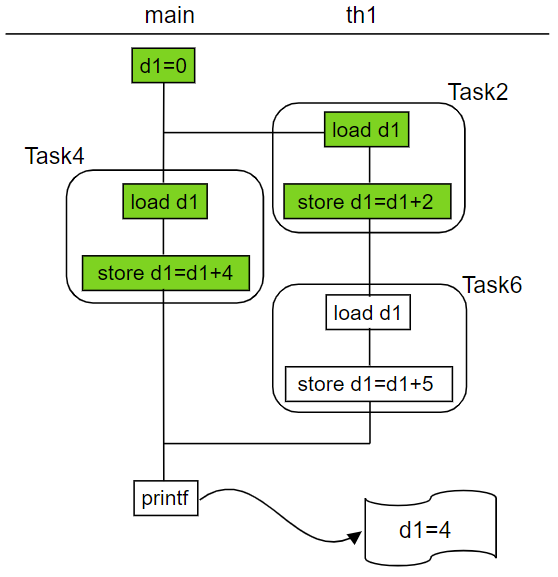 main th1
d1=0
Task2
load d1
Task4
load d1
store d1=d1+2
store d1=d1+4
Task6
load d1
store d1=d1+5
printf
d1=4